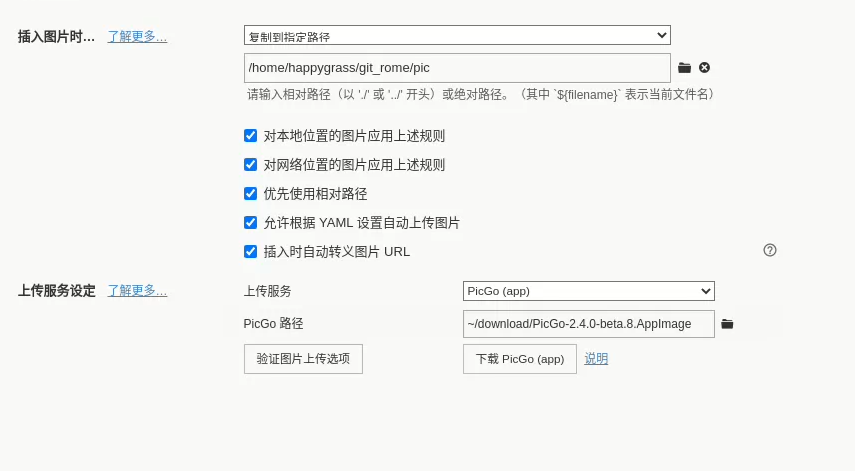 插入图片时… 了解更多… 复制到指定路径
/home/happygrass/git_rome/pic
请输入相对路径（以 './' 或 '../' 开头）或绝对路径。（其中 `${filename}` 表示当前文件名）
对本地位置的图片应用上述规则
对网络位置的图片应用上述规则
优先使用相对路径
允许根据 YAML 设置自动上传图片
插入时自动转义图片 URL
上传服务设定 了解更多… 上传服务 PicGo (app)
PicGo 路径 ~/download/PicGo-2.4.0-beta.8.AppImage
验证图片上传选项 下载 PicGo (app) 说明